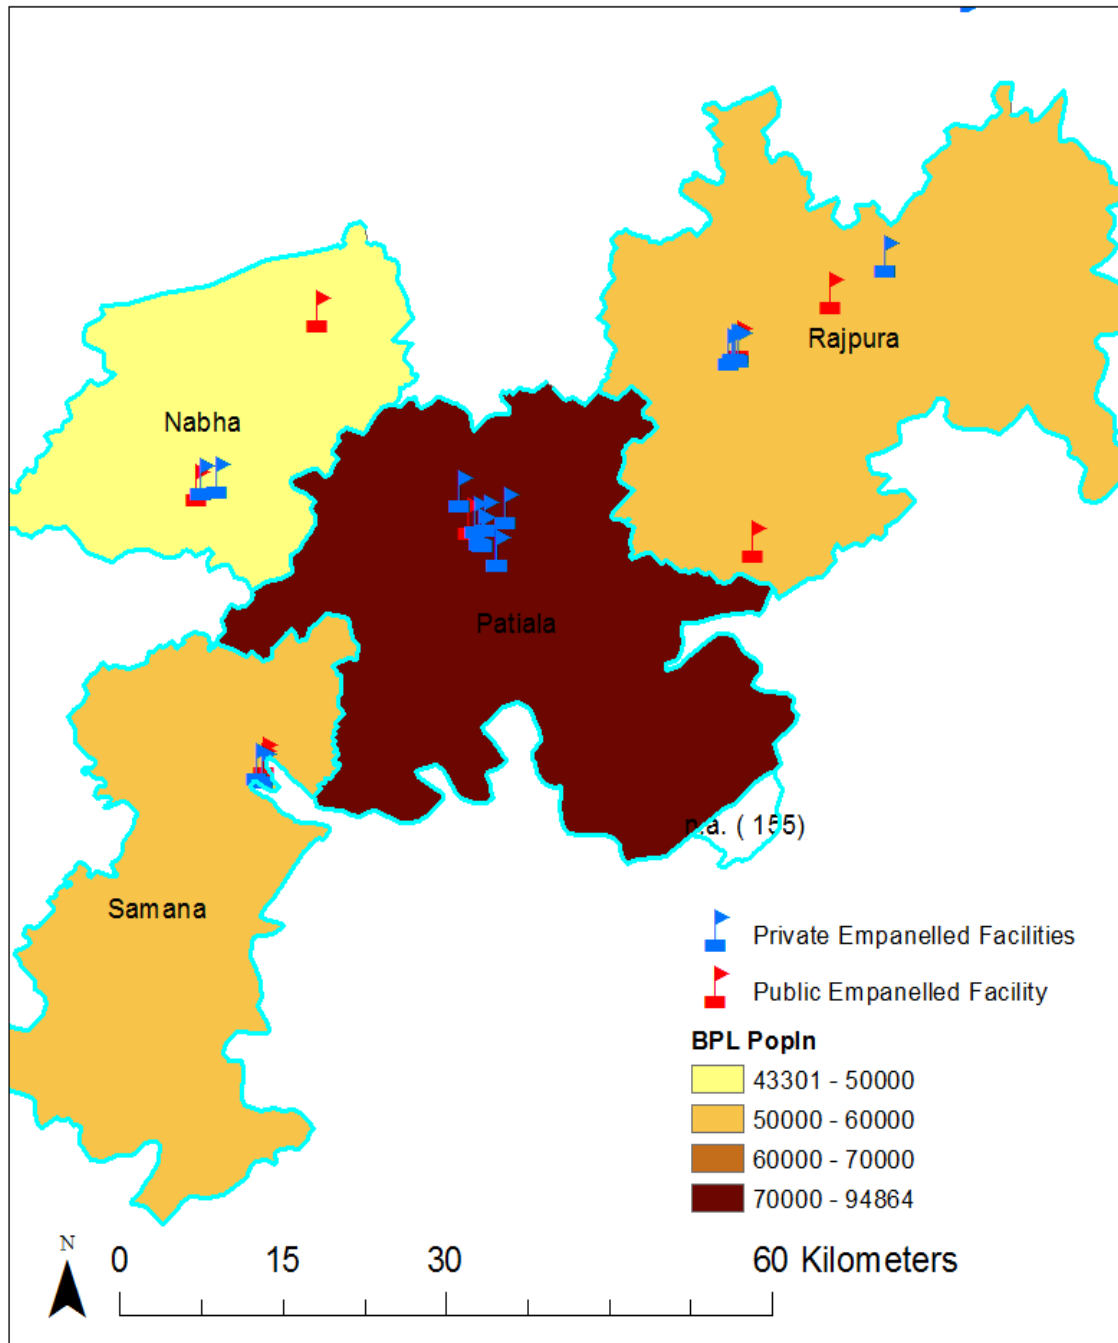 Rajpura
Nabha
Patiala
n.a. ( 155)
Samana
Private Empanelled Facilities
Public Empanelled Facility
BPL Popln
43301 - 50000
50000 - 60000
60000 - 70000
70000 - 94864
N
0 15 30 60 Kilometers